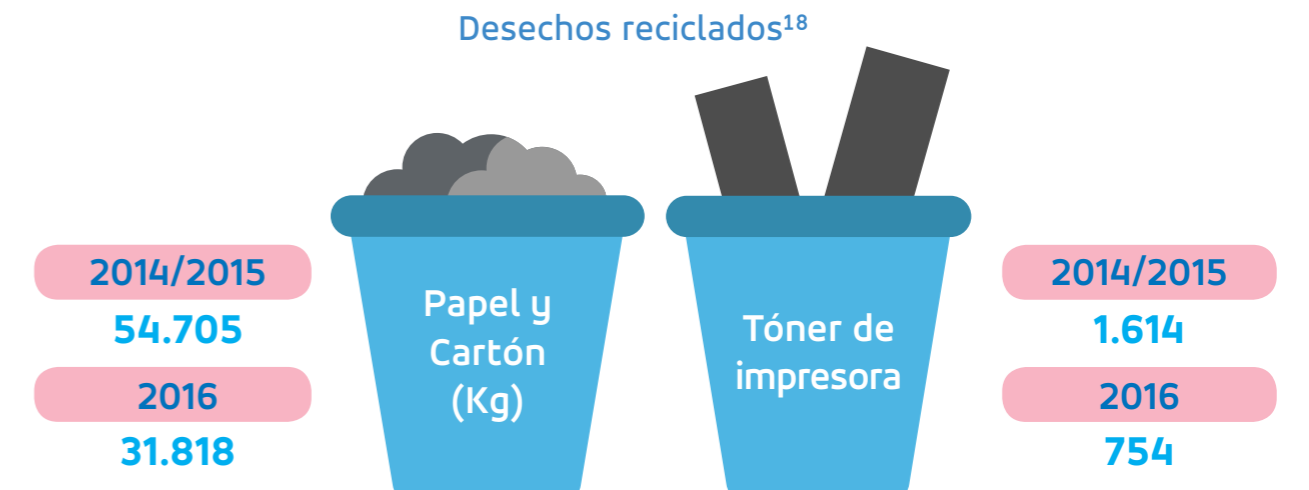 Desechos reciclados18
2014/2015
54.705
2016
31.818
Papel y
Cartón
(Kg)
Tóner de
impresora
2014/2015
1.614
2016
754